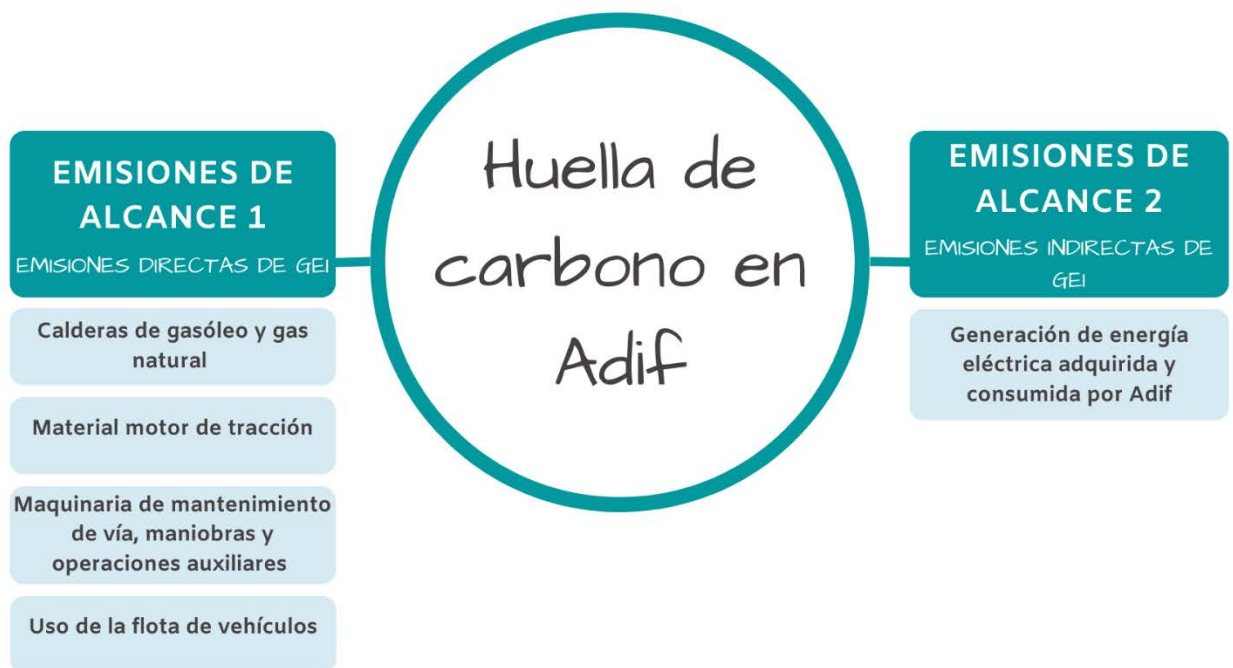 EMISIONES DE
ALCANCE 1
EMISIONES DIRECTAS DE GEI
Calderas de gasóleo y gas
natural
Material motor de tracción
Maquinaria de mantenimiento
de vía, maniobras y
operaciones auxiliares
Uso de la flota de vehículos
Huella de
carbono en
Adif
EMISIONES DE
ALCANCE 2
EMISIONES INDIRECTAS DE
GEI
Generación de energía
eléctrica adquirida y
consumida por Adif